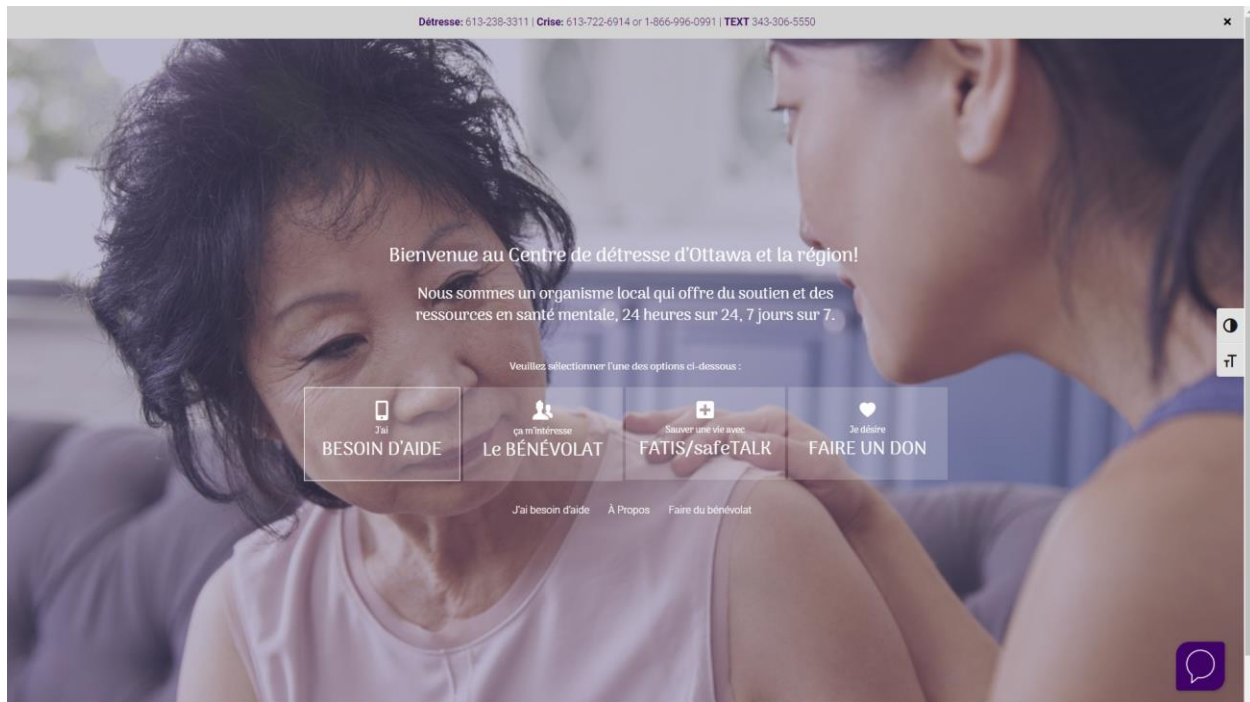 Détresse: 613-238-3311 | Crise: 613-722-6914 or 1-866-996-0991 | TEXT 343-306-5550 ×
Bienvenue au Centre de détresse d'Ottawa et la région!
Nous sommes un organisme local qui offre du soutien et des
ressources en santé mentale, 24 heures sur 24, 7 jours sur 7.
Veuillez sélectionner l'une des options ci-dessous :
J'ai
BESOIN D'AIDE
ça m'intéresse
Le BÉNÉVOLAT
Sauver une vie avec
FATIS/safeTALK
Je désire
FAIRE UN DON
J'ai besoin d'aide À Propos Faire du bénévolat
TT